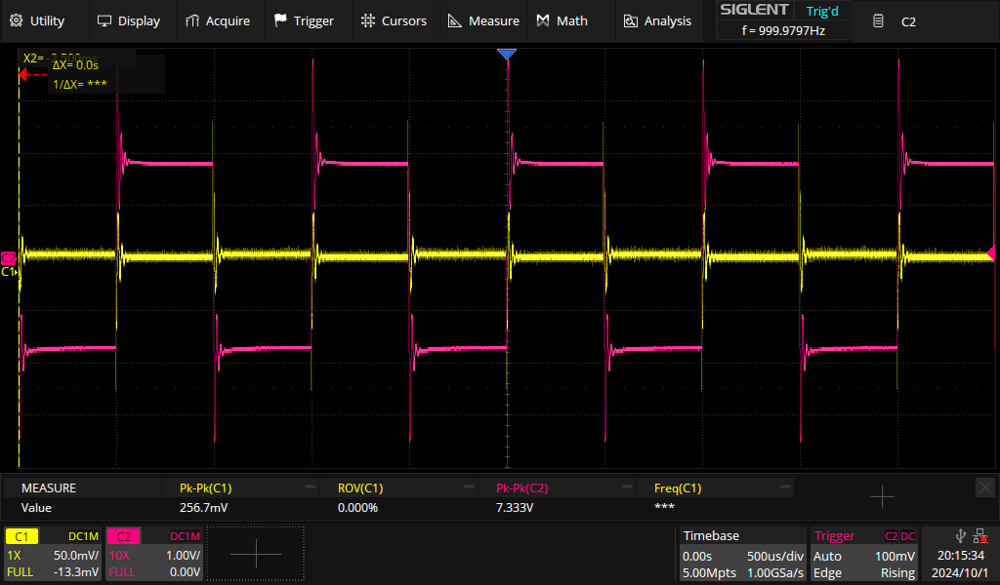 Utility Display Acquire Trigger Cursors Measure Math Analysis SIGLENT Trig'd C2
f = 999.9797Hz
X2= -2.500ms
ΔX= 0.0s
1/ΔX= ***
C2
C1
MEASURE Pk-Pk(C1) ROV(C1) Pk-Pk(C2) Freq(C1)
Value 256.7mV 0.000% 7.333V ***
C1 DC1M C2 DC1M Timebase Trigger C2 DC
1X 50.0mV/ 10X 1.00V/ 0.00s 500us/div Auto 100mV 20:15:34
FULL -13.3mV FULL 0.00V 5.00Mpts 1.00GSa/s Edge Rising 2024/10/1